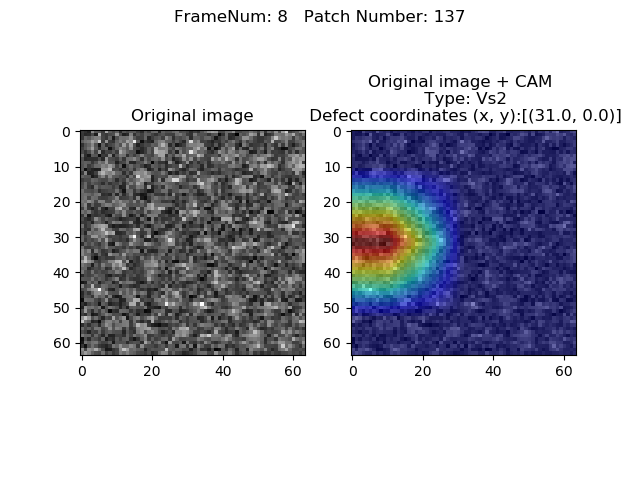 FrameNum: 8   Patch Number: 137
Original image
Original image + CAM
Type: Vs2
Defect coordinates (x, y):[(31.0, 0.0)]
0
10
20
30
40
50
60
0 20 40 60
0
10
20
30
40
50
60
0 20 40 60